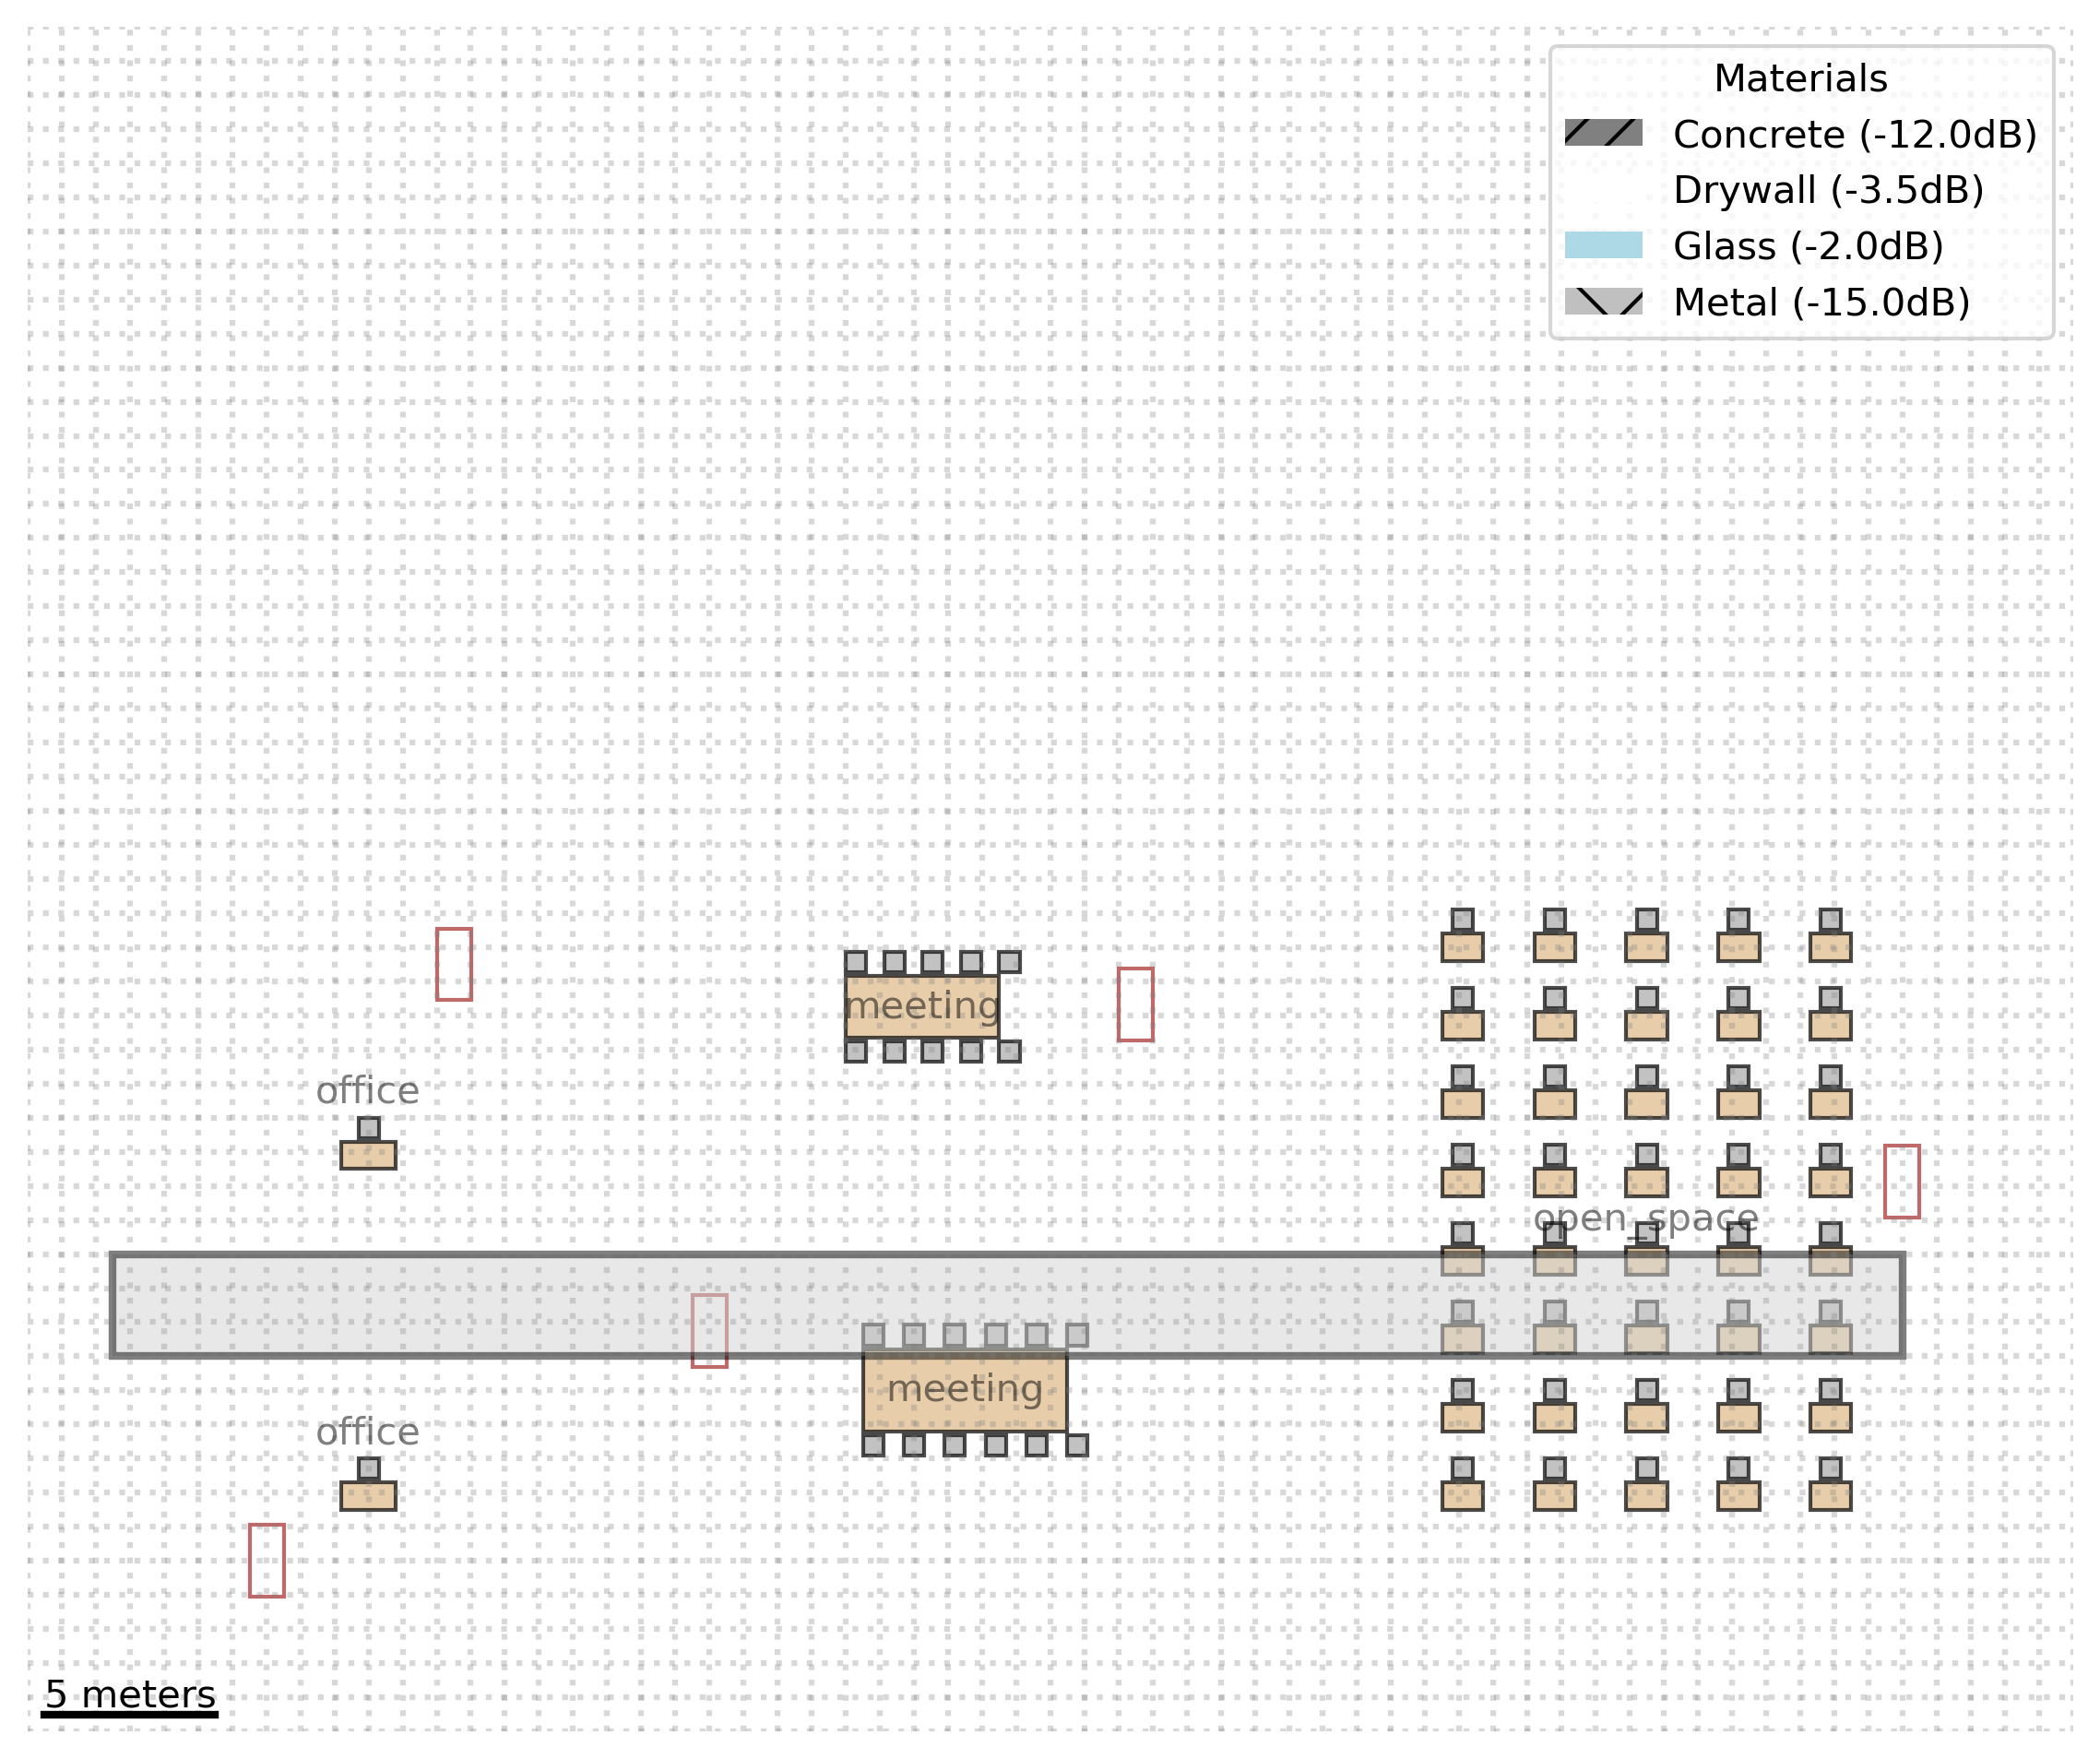 Materials
Concrete (-12.0dB)
Drywall (-3.5dB)
Glass (-2.0dB)
Metal (-15.0dB)
meeting
office
open_space
meeting
office
5 meters